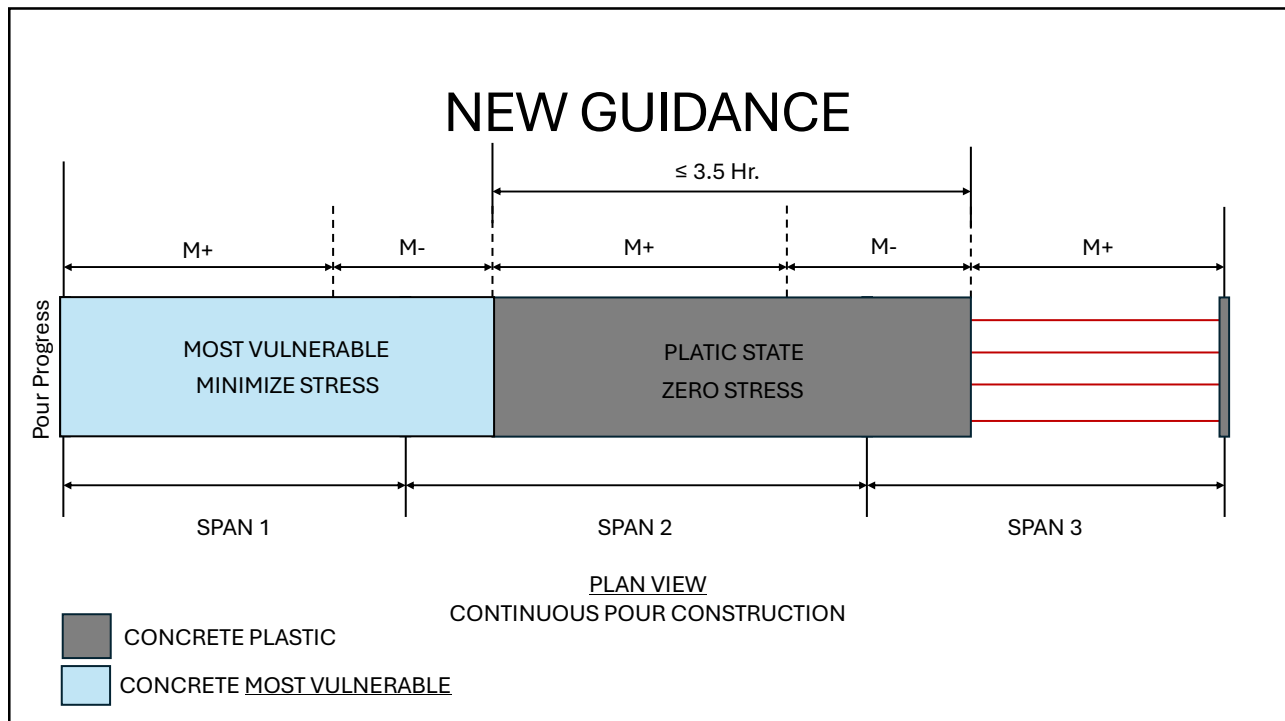 NEW GUIDANCE
≤ 3.5 Hr.
M+
M-
M+
M-
M+
Pour Progress
MOST VULNERABLE
MINIMIZE STRESS
PLATIC STATE
ZERO STRESS
SPAN 1
SPAN 2
SPAN 3
PLAN VIEW
CONTINUOUS POUR CONSTRUCTION
CONCRETE PLASTIC
CONCRETE MOST VULNERABLE